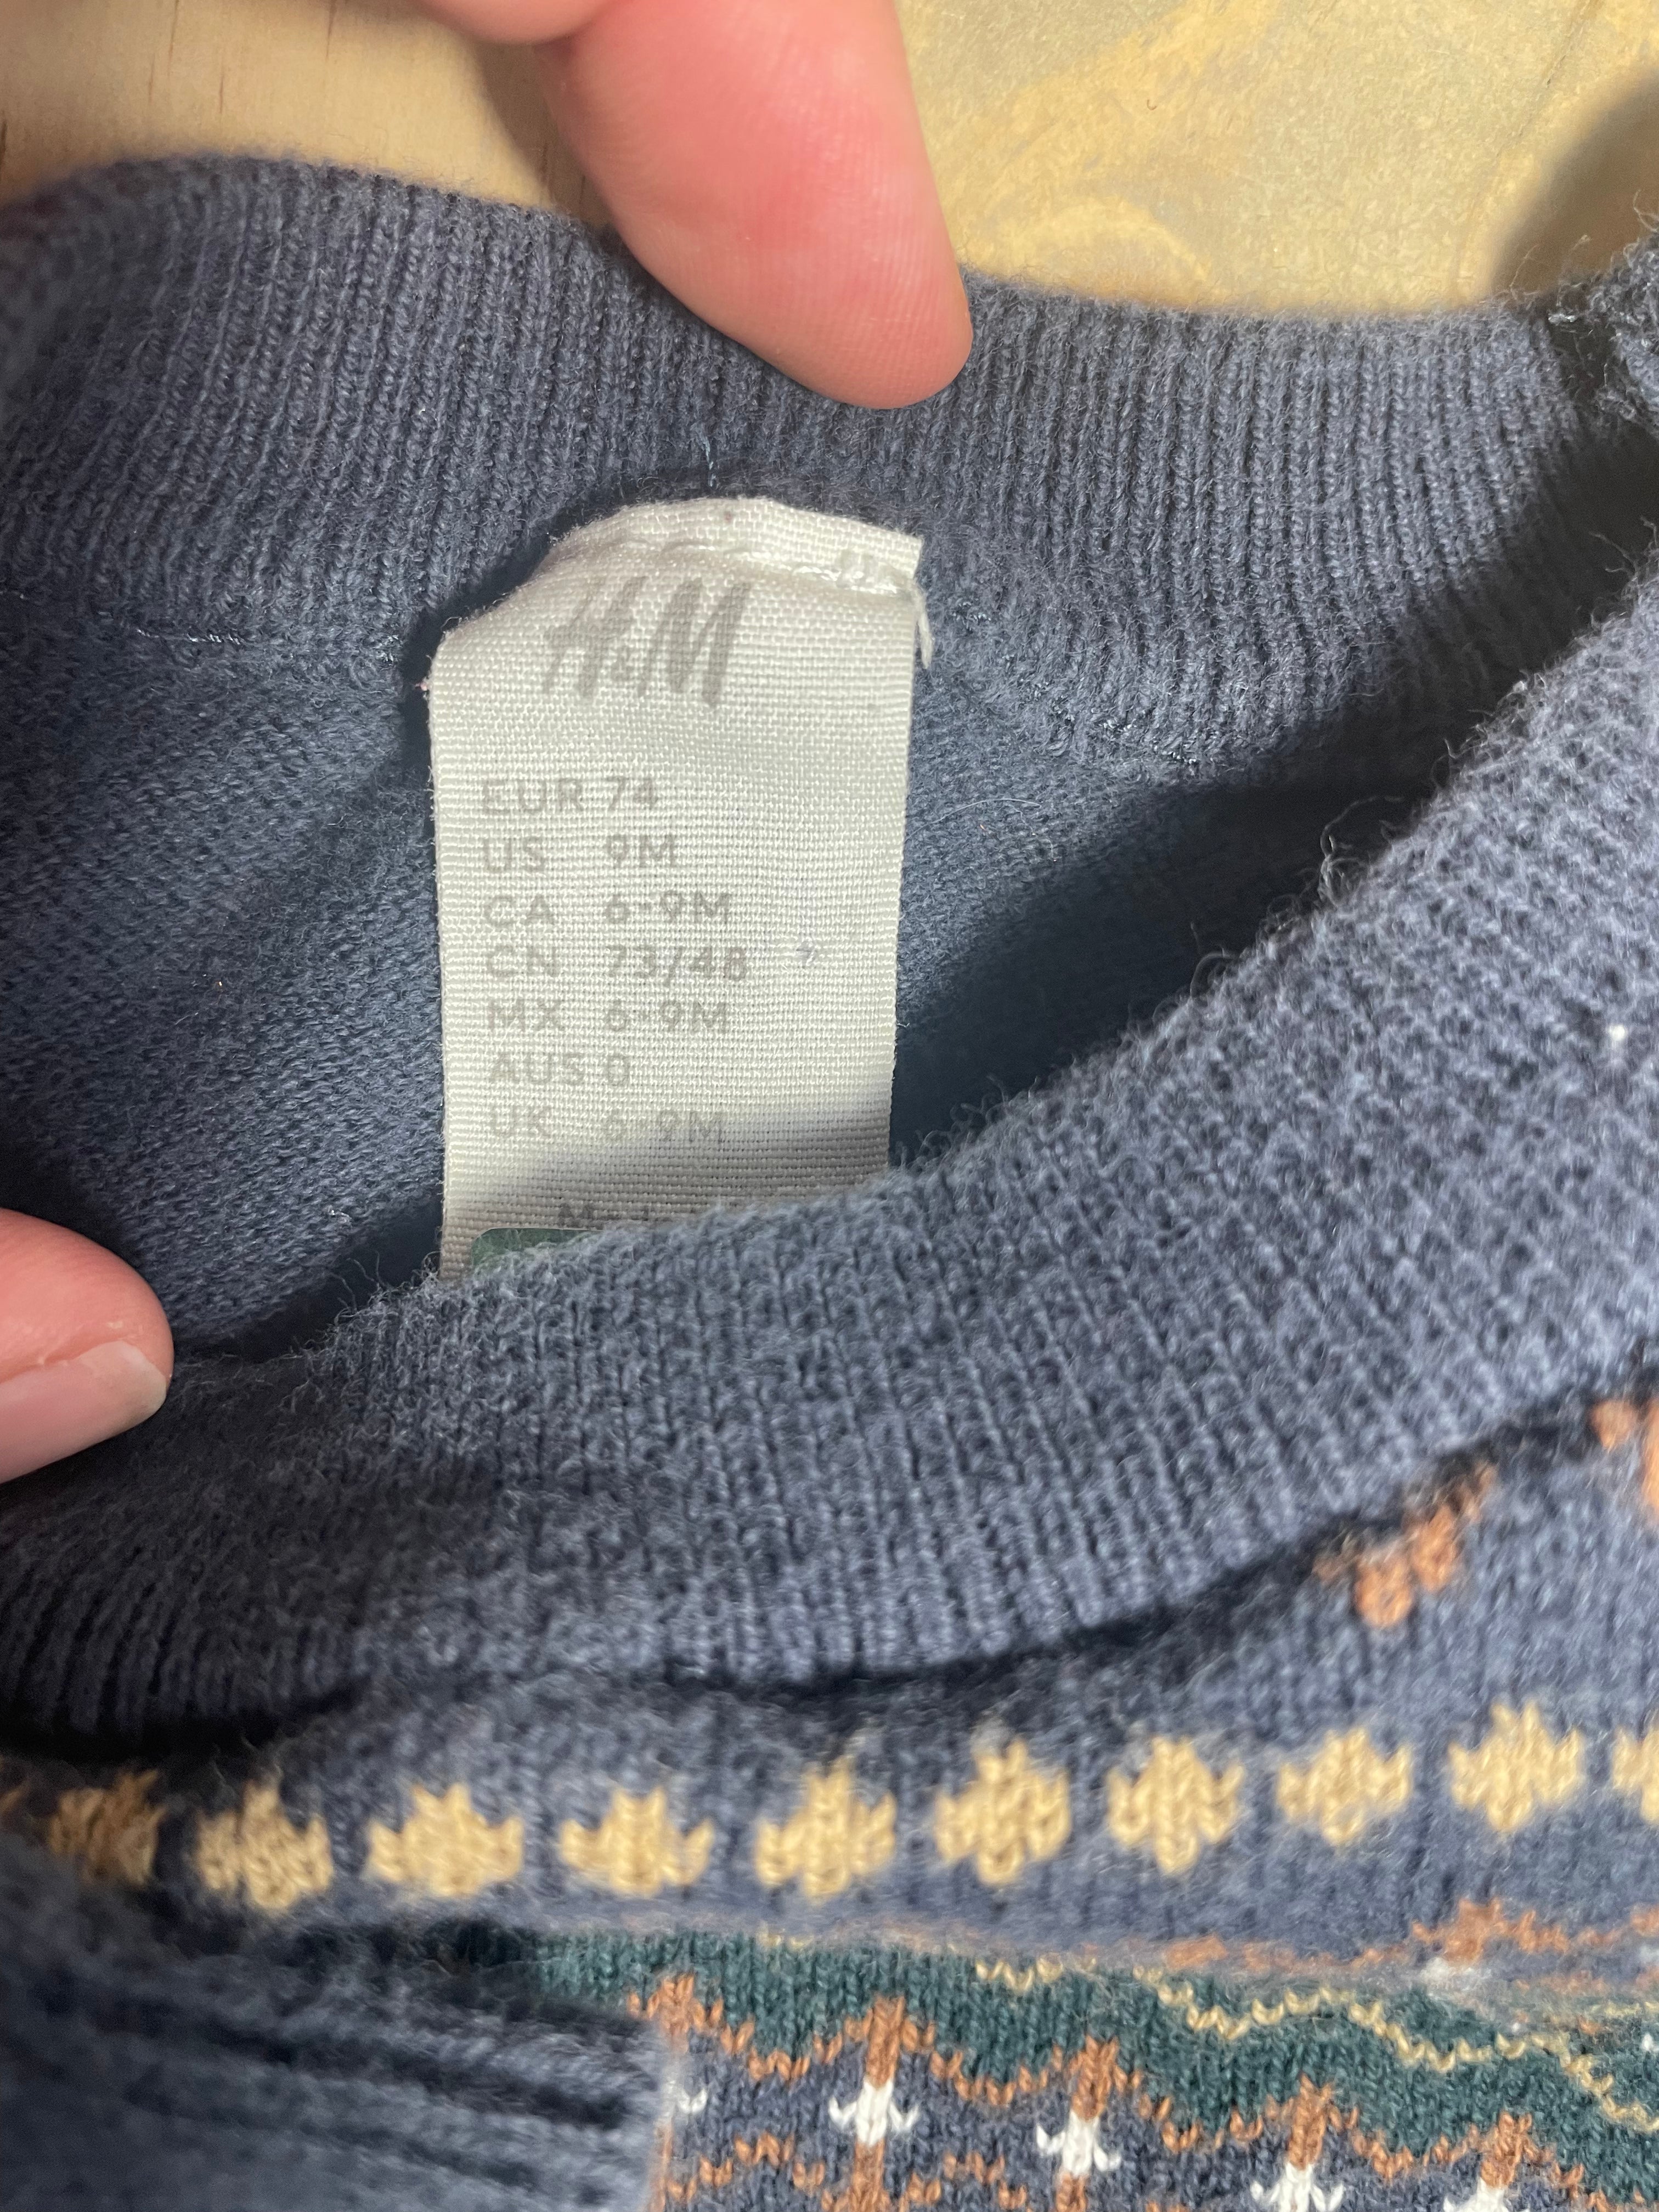 H&M
EUR 74
US 9M
CA 6-9M
CN 73/48
MX 6-9M
AUS 0
UK 6-9M